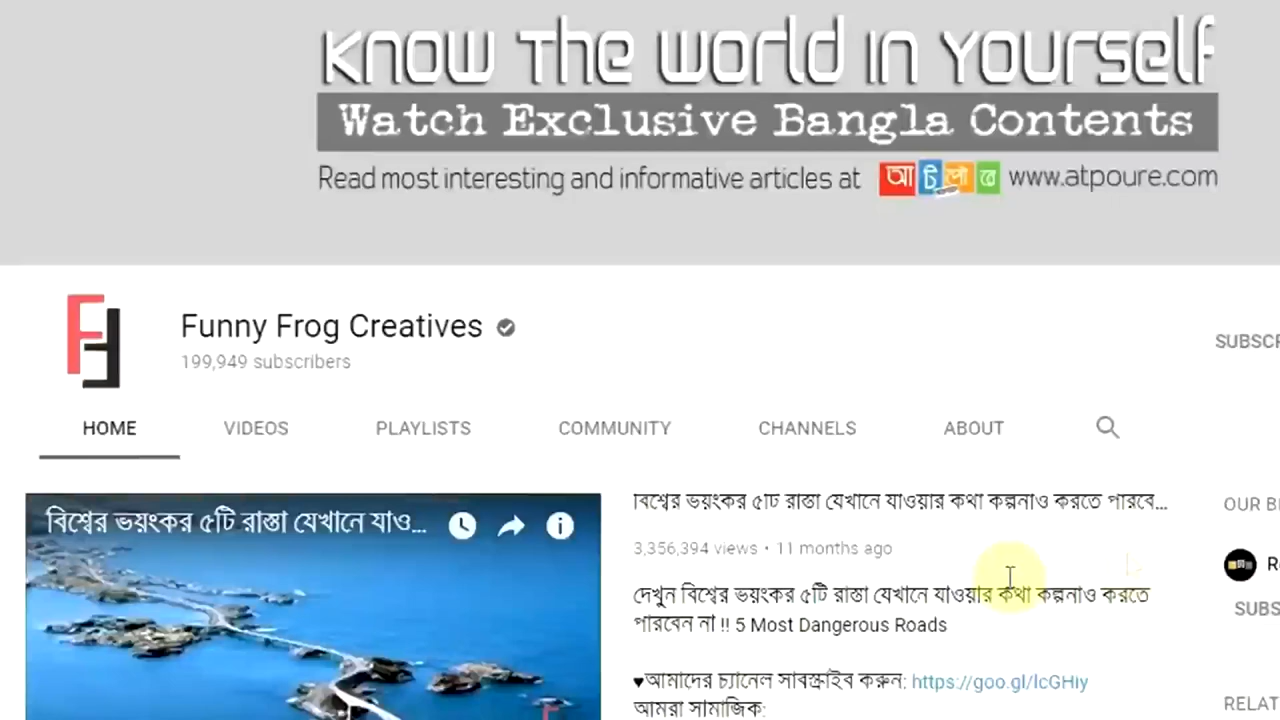 Know The World In Yourself
Watch Exclusive Bangla Contents
Read most interesting and informative articles at আটপৌরে www.atpoure.com
Funny Frog Creatives
199,949 subscribers
SUBSCR
HOME VIDEOS PLAYLISTS COMMUNITY CHANNELS ABOUT
বিশ্বের ভয়ংকর ৫টি রাস্তা যেখানে যাও...
বিশ্বের ভয়ংকর ৫টি রাস্তা যেখানে যাওয়ার কথা কল্পনাও করতে পারবে...
OUR B
3,356,394 views • 11 months ago
দেখুন বিশ্বের ভয়ংকর ৫টি রাস্তা যেখানে যাওয়ার কথা কল্পনাও করতে
পারবেন না !! 5 Most Dangerous Roads
SUBS
♥আমাদের চ্যানেল সাবস্ক্রাইব করুন: https://goo.gl/lcGHiy
আমরা সামাজিক:
RELAT